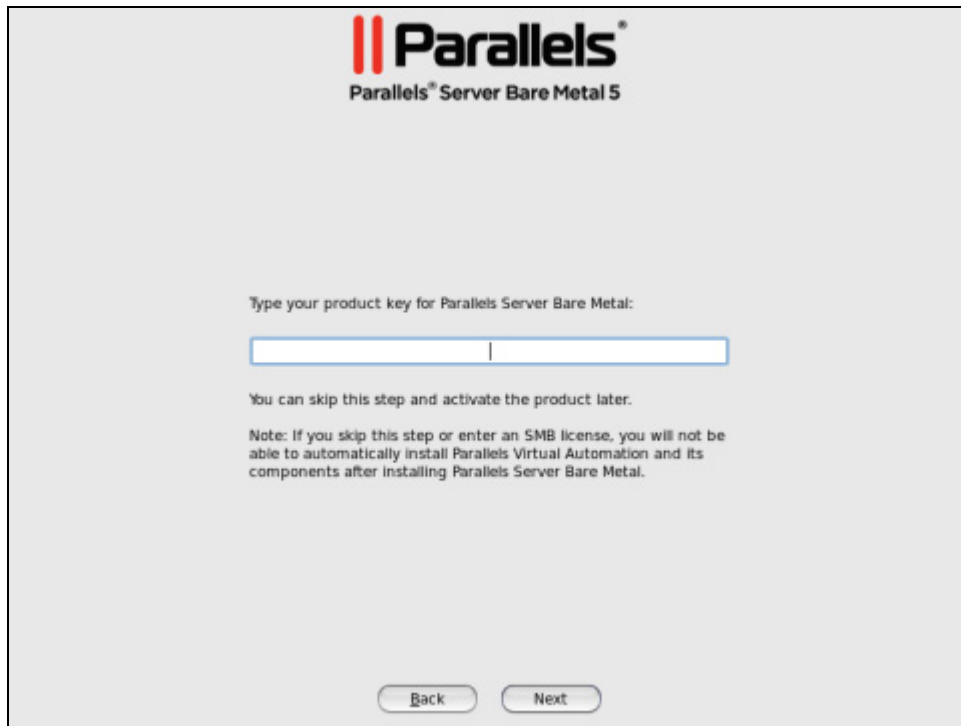 Parallels®
Parallels® Server Bare Metal 5
Type your product key for Parallels Server Bare Metal:
You can skip this step and activate the product later.
Note: If you skip this step or enter an SMB license, you will not be
able to automatically install Parallels Virtual Automation and its
components after installing Parallels Server Bare Metal.
Back
Next